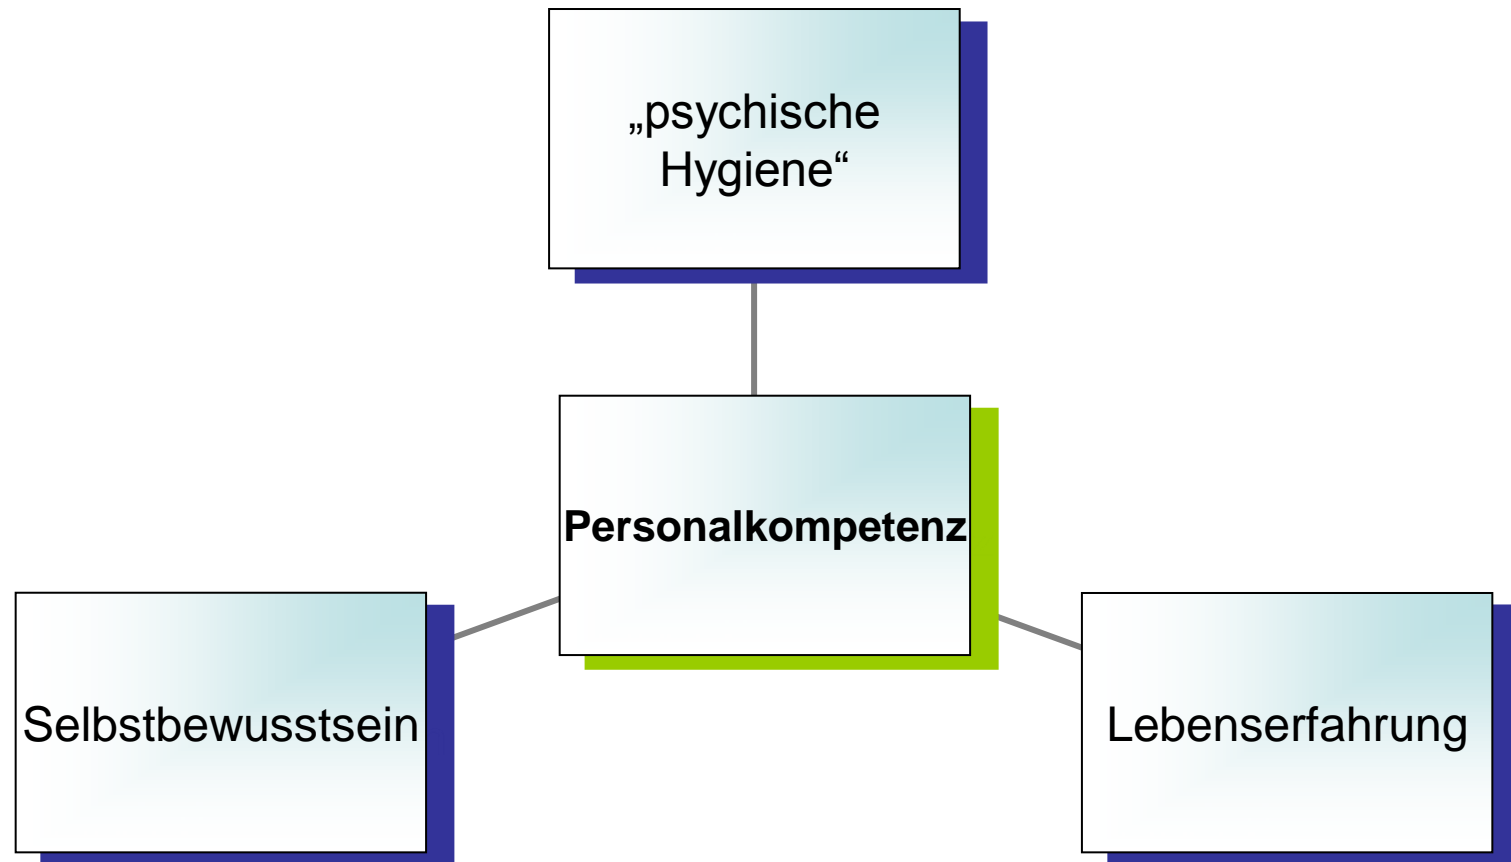 „psychische
Hygiene“
Personalkompetenz
Selbstbewusstsein
Lebenserfahrung